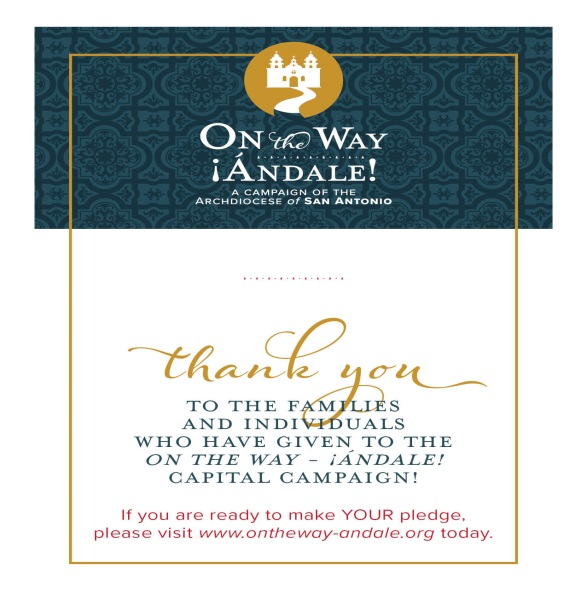 ON the WAY
¡ÁNDALE!
A CAMPAIGN OF THE
ARCHDIOCESE of SAN ANTONIO
thank you
TO THE FAMILIES
AND INDIVIDUALS
WHO HAVE GIVEN TO THE
ON THE WAY – ¡ÁNDALE!
CAPITAL CAMPAIGN!
If you are ready to make YOUR pledge,
please visit www.ontheway-andale.org today.